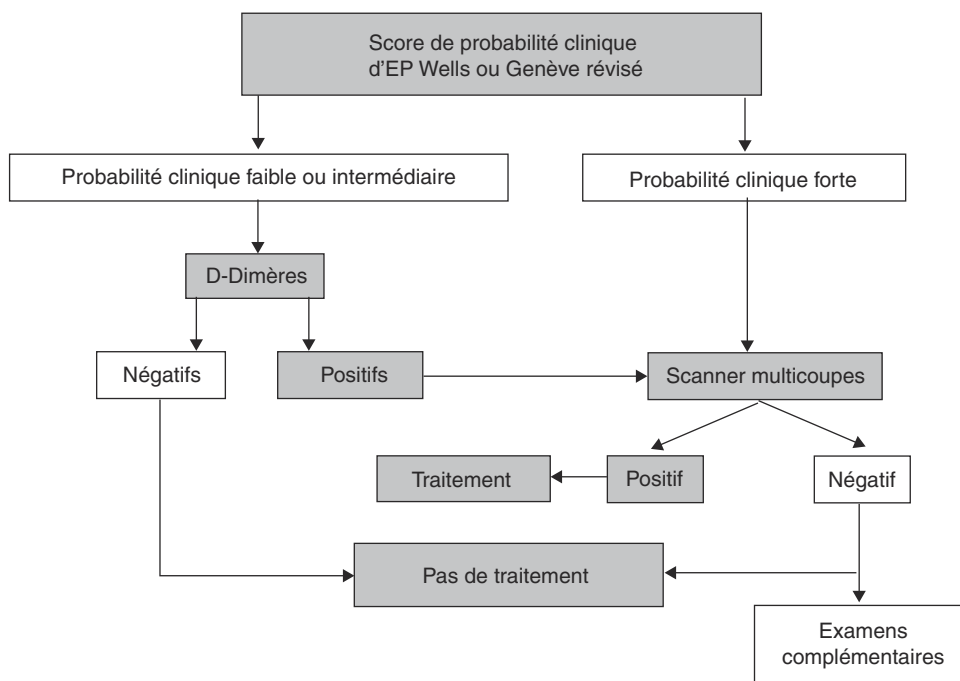 Score de probabilité clinique
d'EP Wells ou Genève révisé
Probabilité clinique faible ou intermédiaire
Probabilité clinique forte
D-Dimères
Négatifs
Positifs
Scanner multicoupes
Traitement
Positif
Négatif
Pas de traitement
Examens
complémentaires